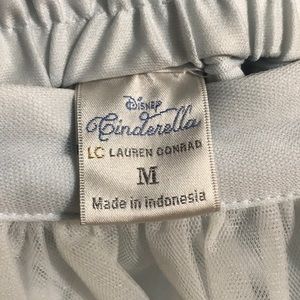 Disney
Cinderella
LC LAUREN CONRAD
M
Made in Indonesia